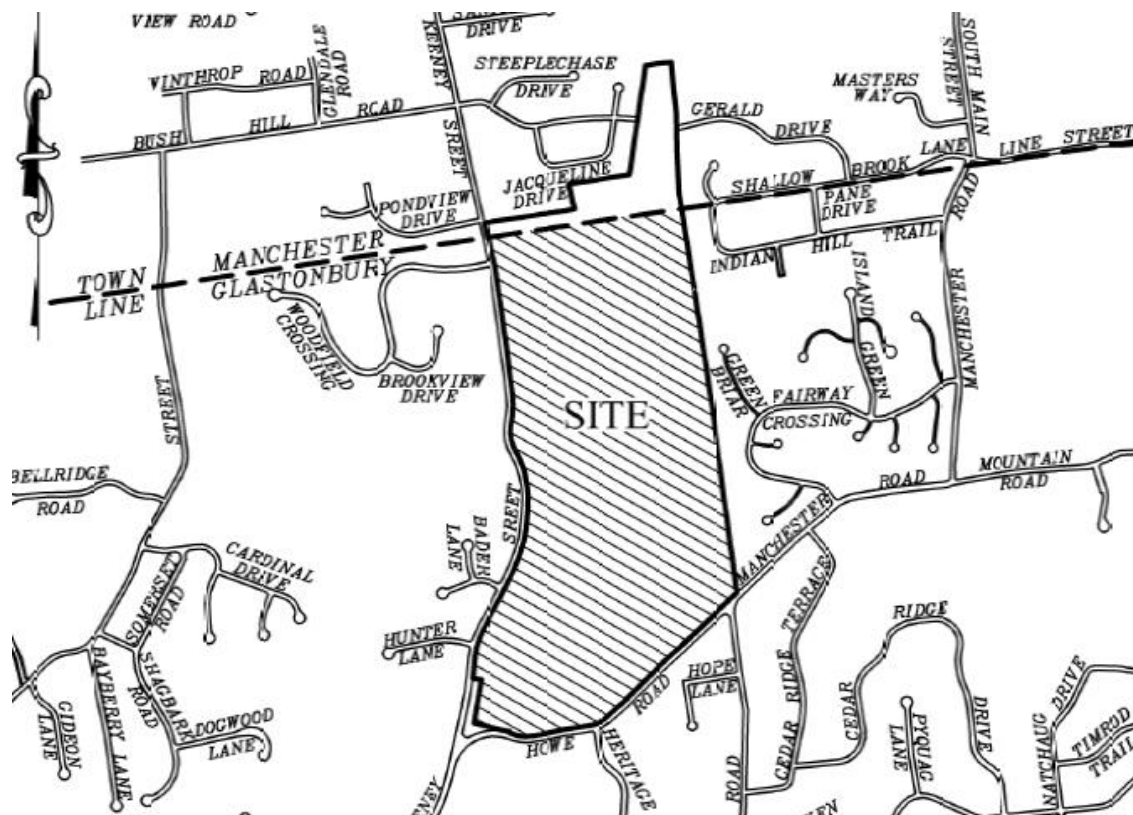 VIEW ROAD
DRIVE
KEENEY
SREET
STEEPLECHASE
DRIVE
WINTHROP ROAD
GLENDALE
ROAD
BUSH HILL RCAD
GERALD DRIVE
MASTERS
WAY
SOUTH MAIN
STREET
BROOK LANE
LINE STREET
JACQUELINE
DRIVE
SHALLOW
PANE
DRIVE
PONDVIEW
DRIVE
INDIAN HILL TRAIL
ROAD
TOWN
LINE
MANCHESTER
GLASTONBURY
WOODFIELD
CROSSING
BROOKVIEW
DRIVE
ISLAND
GREEN
MANCHESTER
GREEN
BRIAR
FAIRWAY
CROSSING
SITE
STREET
BELLRIDGE
ROAD
SREET
BADER
LANE
ROAD
MOUNTAIN
ROAD
MANCHESTER
ROAD
CARDINAL
DRIVE
SOMERSET
ROAD
HUNTER
LANE
HOPE
LANE
CEDAR RIDGE TERRACE
CEDAR RIDGE DRIVE
SHAGBARK
ROAD
BAYBERRY LANE
GIDEON
LANE
DOGWOOD
LANE
HCWE
HERITAGE
ROAD
PYQUAG
LANE
NATCHAUG DRIVE
TIMROD
TRAIL
ENEY